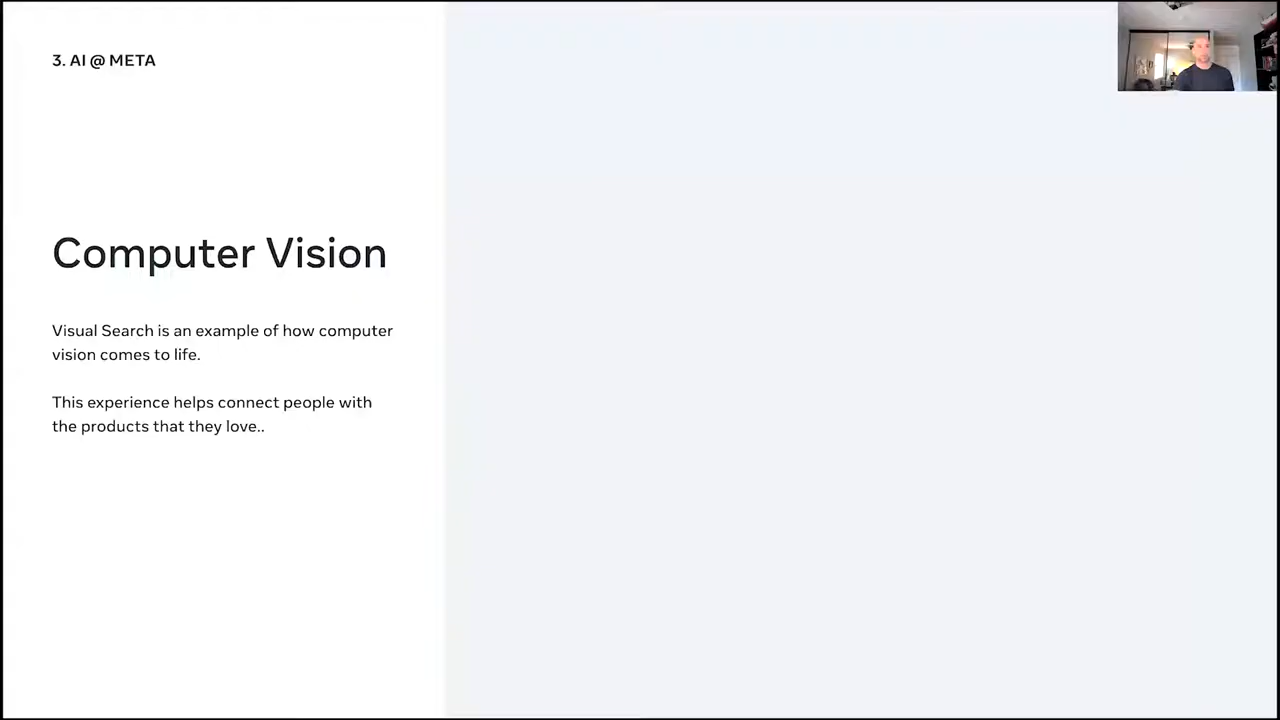 3. AI @ META
Computer Vision
Visual Search is an example of how computer
vision comes to life.
This experience helps connect people with
the products that they love..